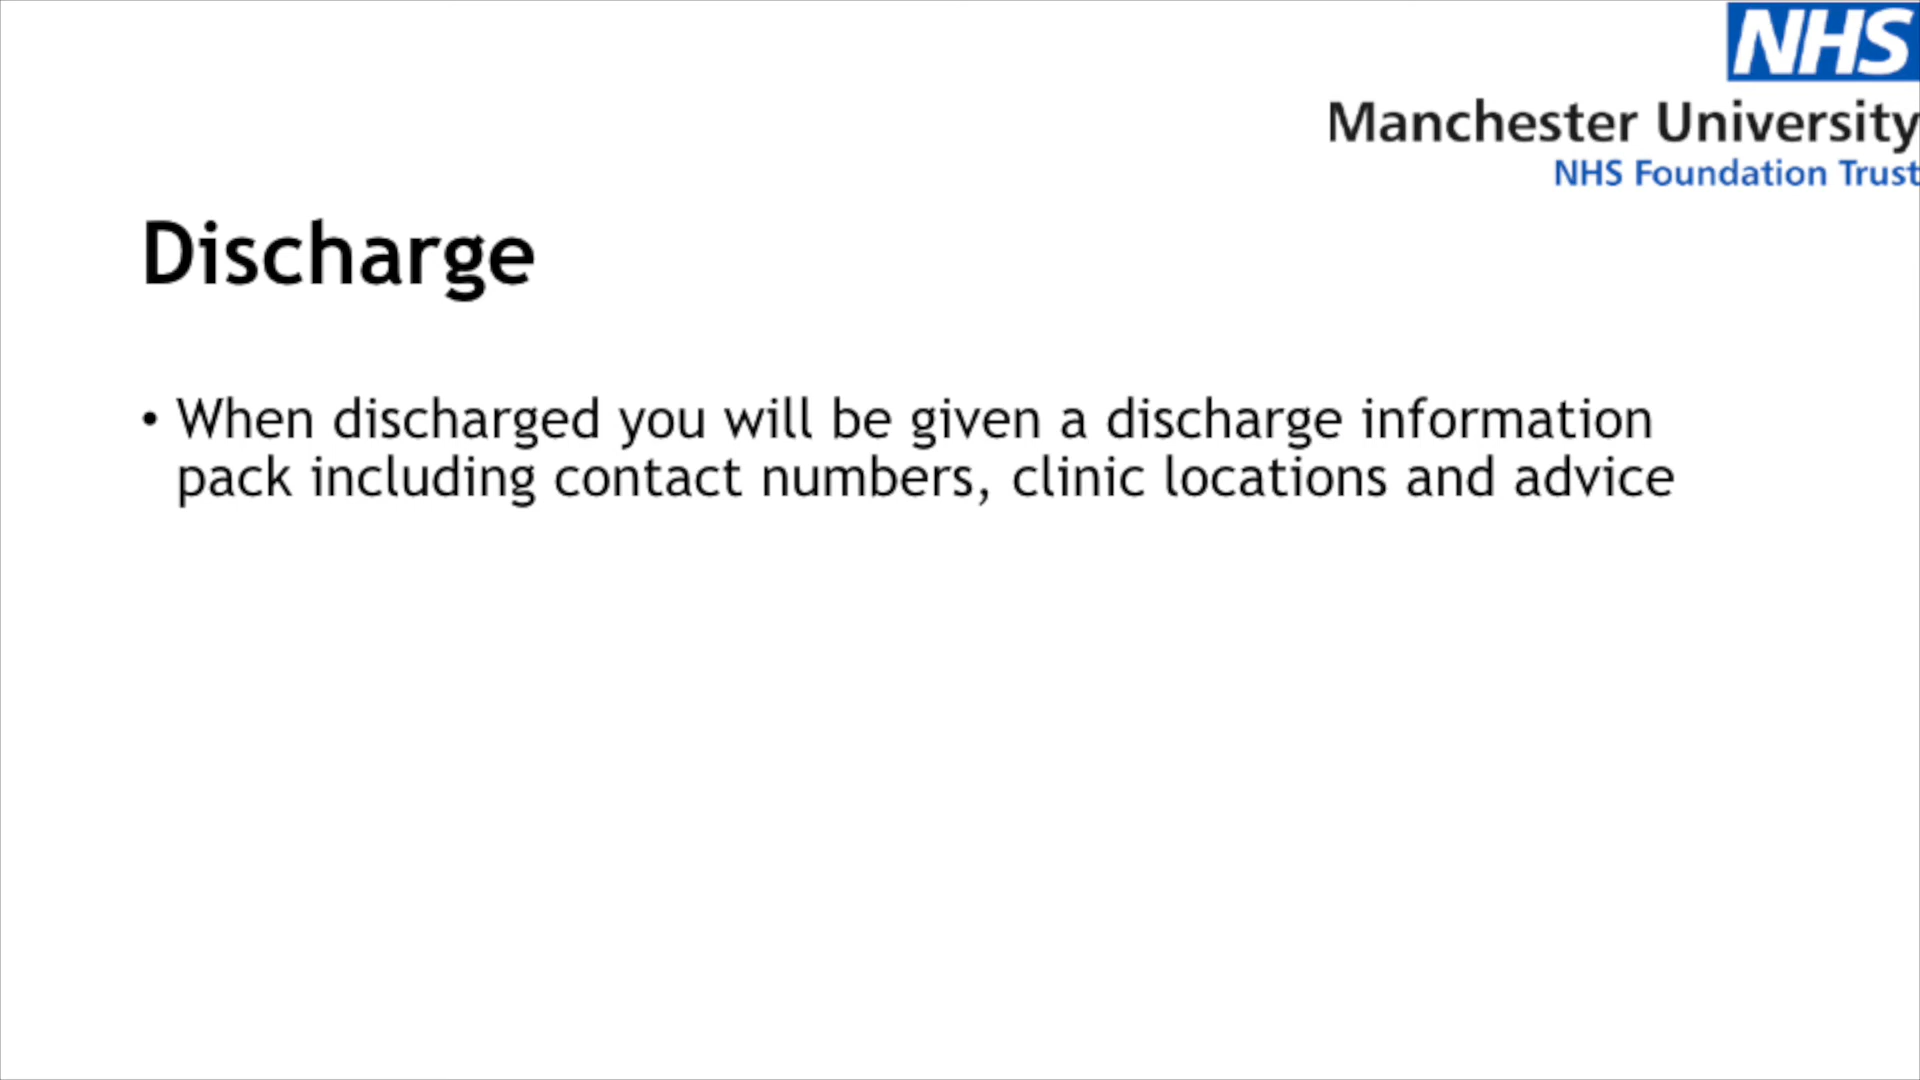 NHS
Manchester University
NHS Foundation Trust
Discharge
• When discharged you will be given a discharge information
pack including contact numbers, clinic locations and advice